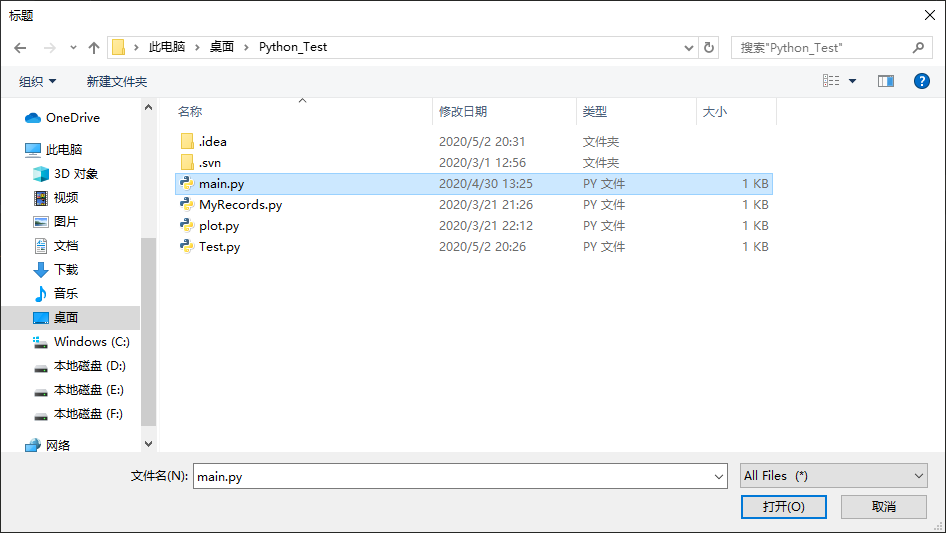 标题
此电脑 › 桌面 › Python_Test
搜索"Python_Test"
组织
新建文件夹
OneDrive
此电脑
3D 对象
视频
图片
文档
下载
音乐
桌面
Windows (C:)
本地磁盘 (D:)
本地磁盘 (E:)
本地磁盘 (F:)
网络
名称 修改日期 类型 大小
.idea 2020/5/2 20:31 文件夹
.svn 2020/3/1 12:56 文件夹
main.py 2020/4/30 13:25 PY 文件 1 KB
MyRecords.py 2020/3/21 21:26 PY 文件 1 KB
plot.py 2020/3/21 22:12 PY 文件 1 KB
Test.py 2020/5/2 20:26 PY 文件 1 KB
文件名(N): main.py
All Files (*)
打开(O) 取消